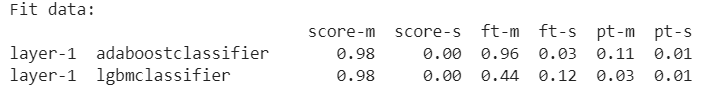 Fit data:
score-m score-s ft-m ft-s pt-m pt-s
layer-1 adaboostclassifier 0.98 0.00 0.96 0.03 0.11 0.01
layer-1 lgbmclassifier 0.98 0.00 0.44 0.12 0.03 0.01